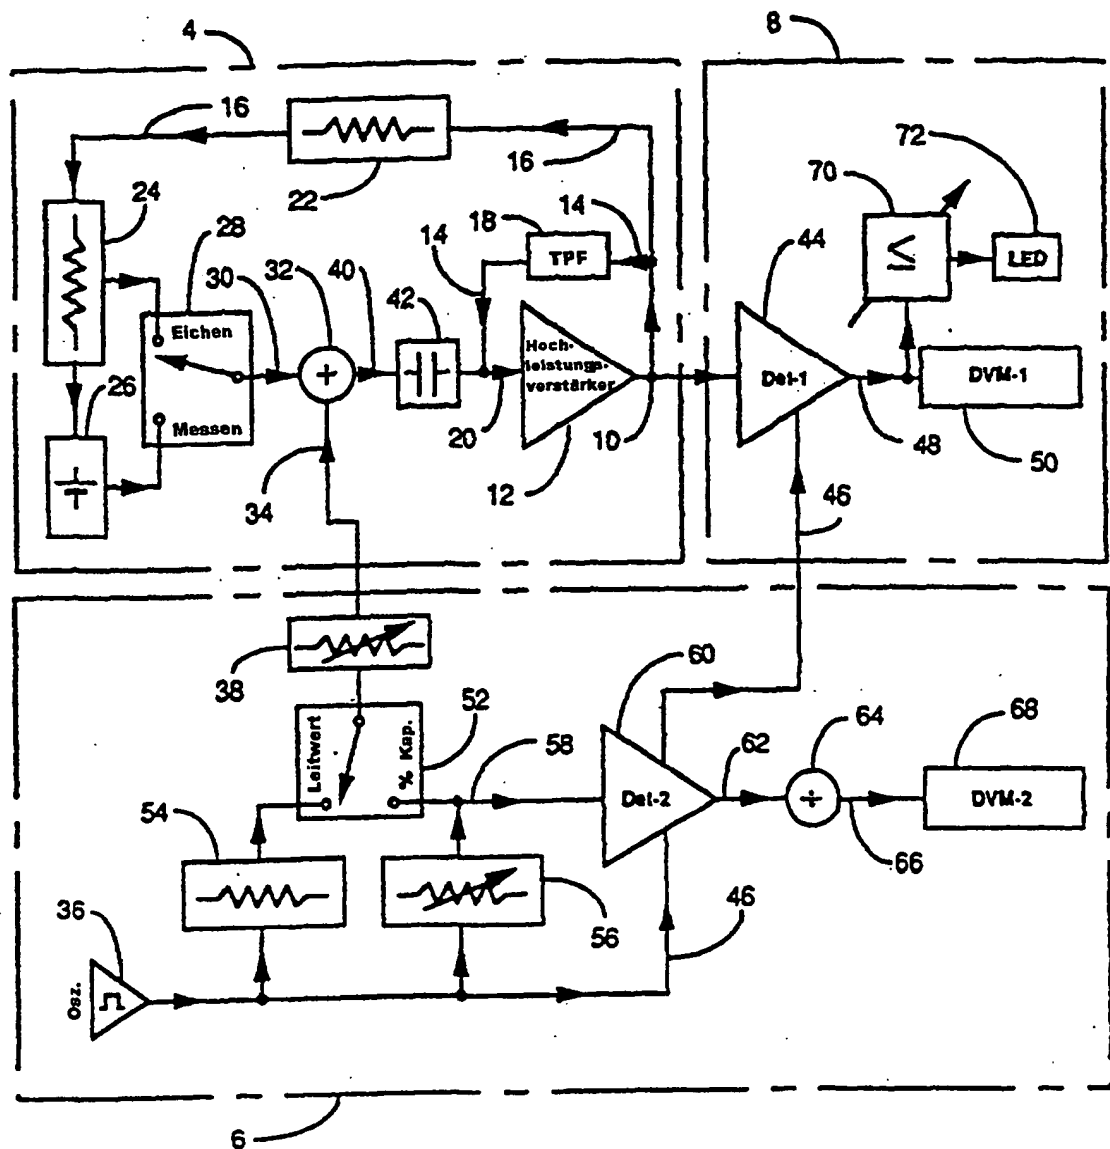 4
8
16
16
22
24
28
Eichen
Messen
26
30
32
40
42
14
18
TPF
14
34
20
Hoch-
leistungs-
verstärker
12
10
70
≤
72
LED
44
Det-1
48
DVM-1
50
46
38
52
Leitwert
% Kap.
54
56
58
60
Det-2
62
64
÷
66
68
DVM-2
46
36
Osz.
6
+